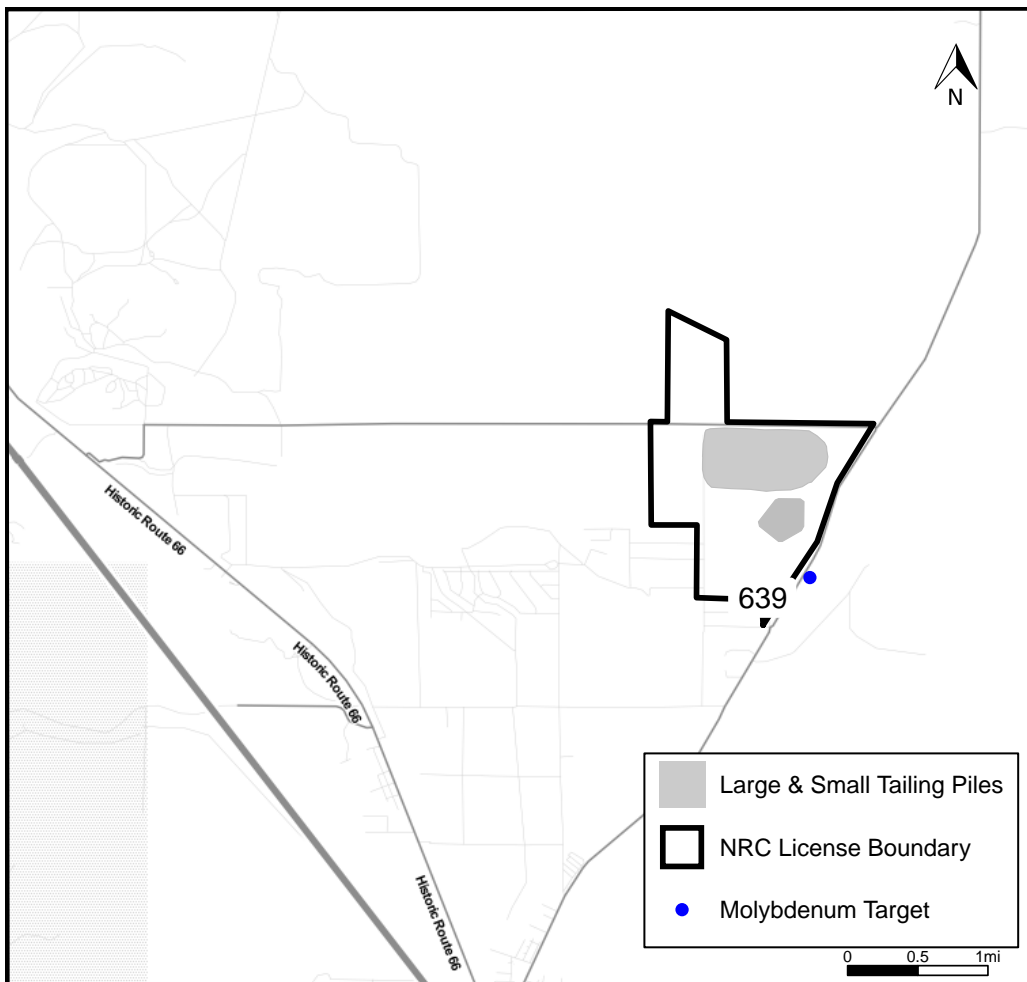 N
Historic Route 66
639
Historic Route 66
Historic Route 66
Large & Small Tailing Piles
NRC License Boundary
Molybdenum Target
0 0.5 1mi